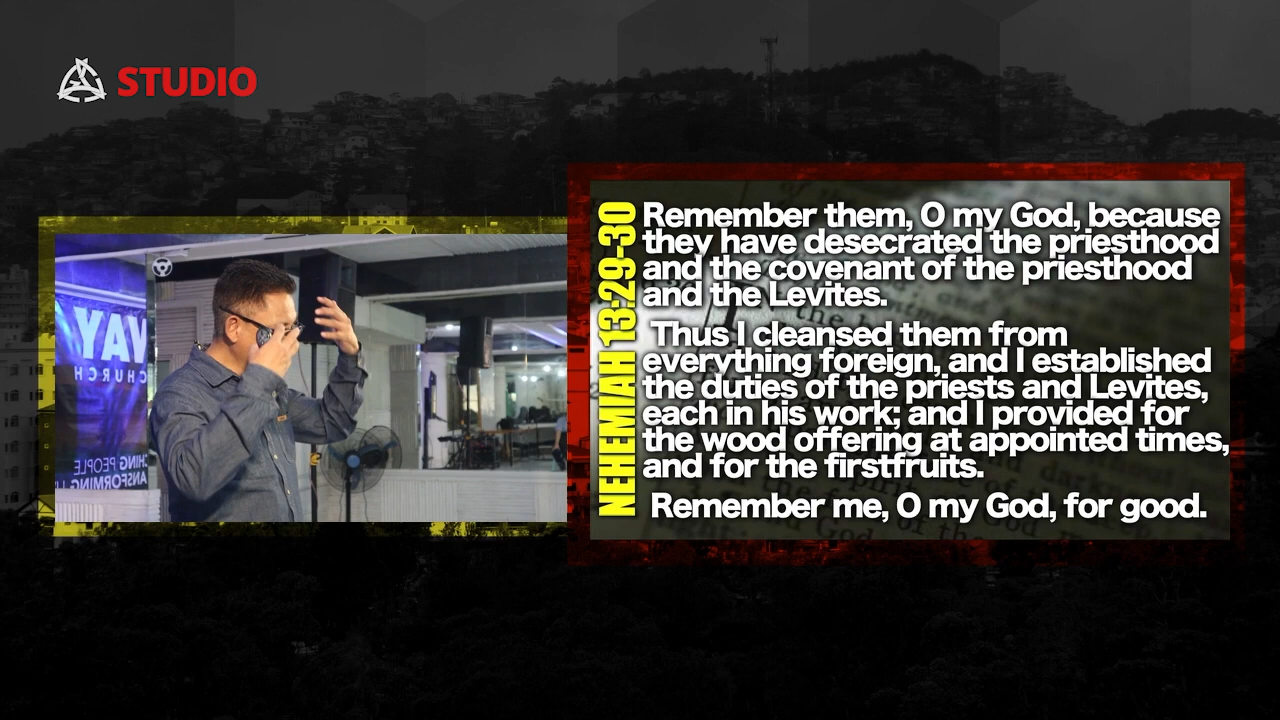 STUDIO
WAY
CHURCH
PEOPLE
NEHEMIAH 13:29-30
Remember them, O my God, because
they have desecrated the priesthood
and the covenant of the priesthood
and the Levites.
Thus I cleansed them from
everything foreign, and I established
the duties of the priests and Levites,
each in his work; and I provided for
the wood offering at appointed times,
and for the firstfruits.
Remember me, O my God, for good.